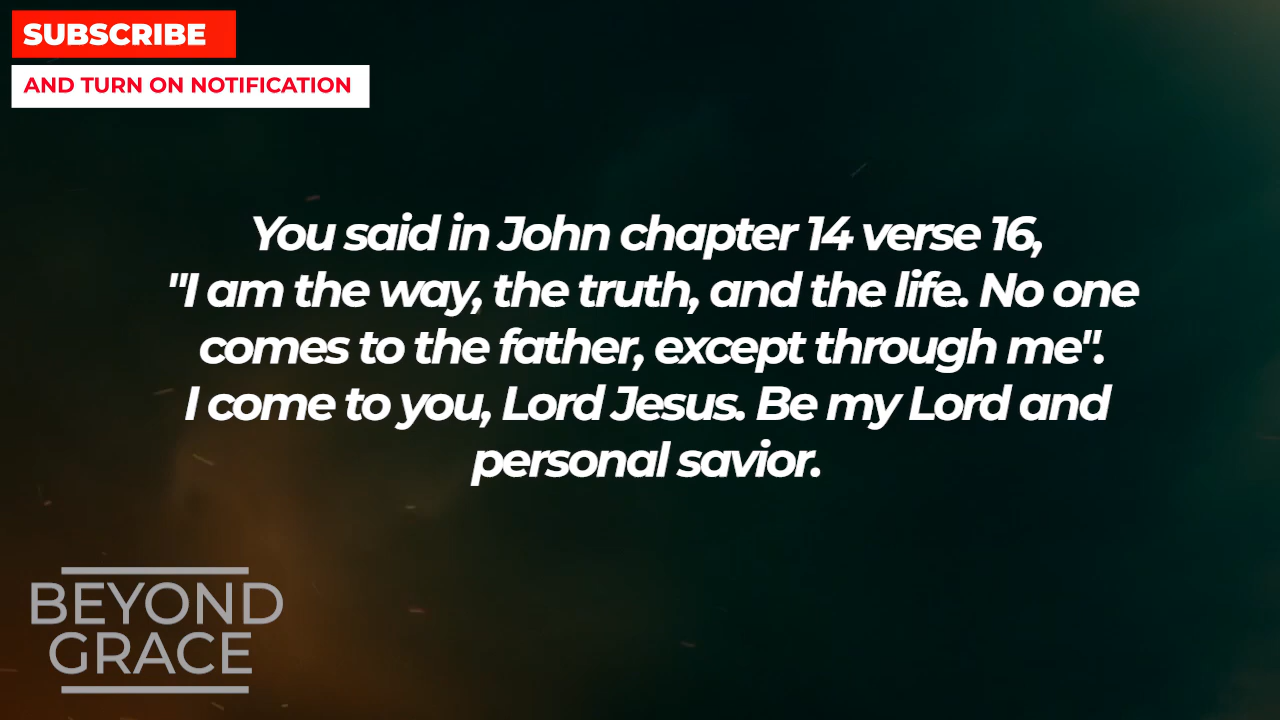 SUBSCRIBE
AND TURN ON NOTIFICATION
You said in John chapter 14 verse 16,
"I am the way, the truth, and the life. No one
comes to the father, except through me".
I come to you, Lord Jesus. Be my Lord and
personal savior.
BEYOND
GRACE